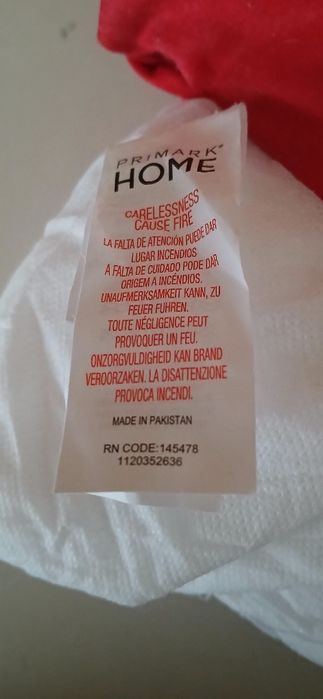 PRIMARK®
HOME
CARELESSNESS
CAUSE FIRE
LA FALTA DE ATENCIÓN PUEDE DAR
LUGAR INCENDIOS
A FALTA DE CUIDADO PODE DAR
ORIGEM A INCÉNDIOS.
UNAUFMERKSAMKEIT KANN, ZU
FEUER FUHREN.
TOUTE NÉGLIGENCE PEUT
PROVOQUER UN FEU.
ONZORGVULDIGHEID KAN BRAND
VEROORZAKEN. LA DISATTENZIONE
PROVOCA INCENDI.
MADE IN PAKISTAN
RN CODE:145478
1120352636